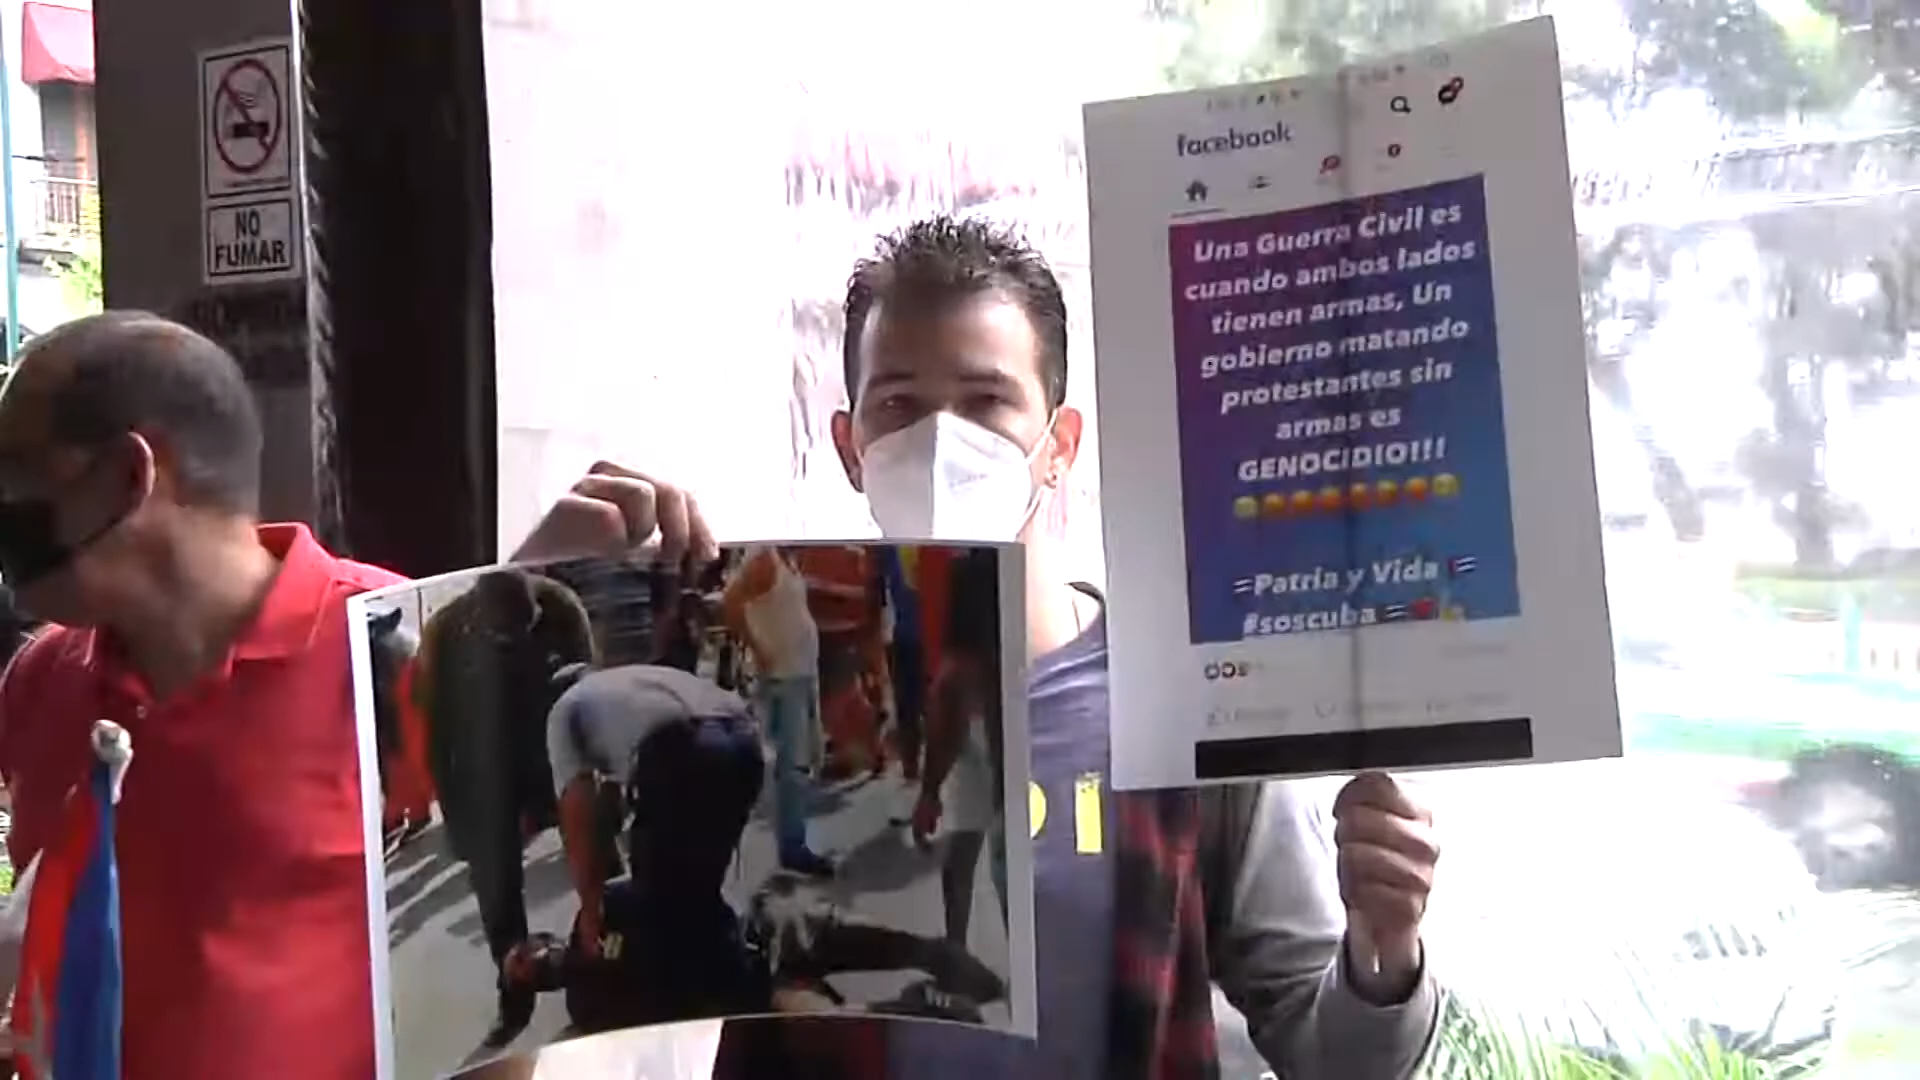 NO
FUMAR
facebook
Una Guerra Civil es
cuando ambos lados
tienen armas, Un
gobierno matando
protestantes sin
armas es
GENOCIDIO!!!
Patria y Vida
#soscuba